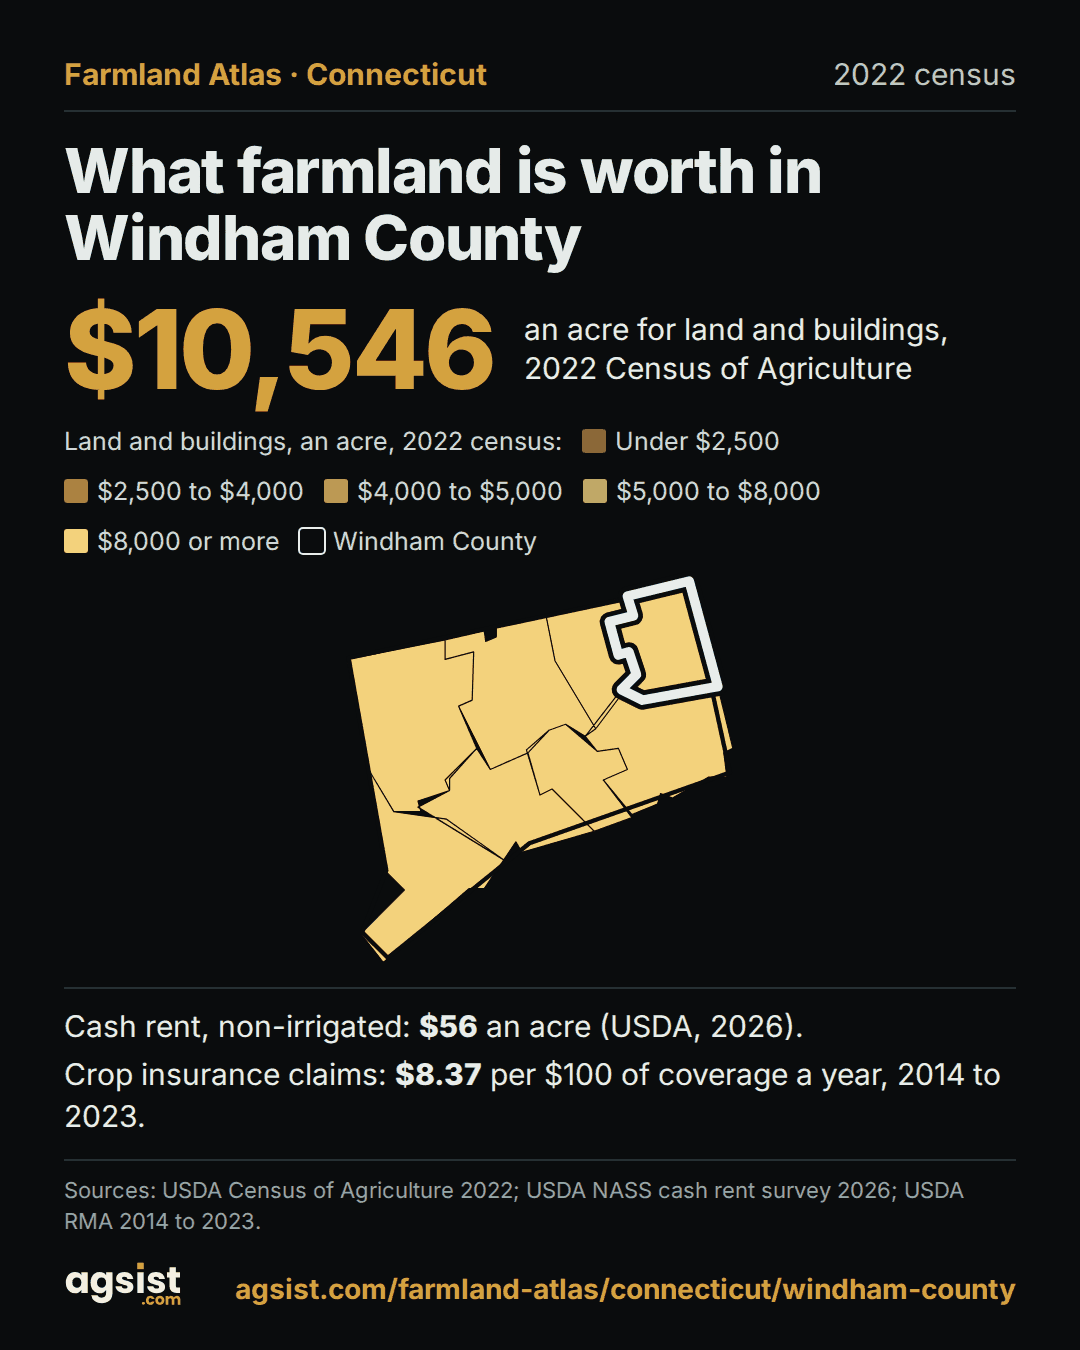 Farmland Atlas · Connecticut
2022 census
What farmland is worth in
Windham County
$10,546
an acre for land and buildings,
2022 Census of Agriculture
Land and buildings, an acre, 2022 census: Under $2,500
$2,500 to $4,000 $4,000 to $5,000 $5,000 to $8,000
$8,000 or more Windham County
Cash rent, non-irrigated: $56 an acre (USDA, 2026).
Crop insurance claims: $8.37 per $100 of coverage a year, 2014 to
2023.
Sources: USDA Census of Agriculture 2022; USDA NASS cash rent survey 2026; USDA
RMA 2014 to 2023.
agsist
.com
agsist.com/farmland-atlas/connecticut/windham-county